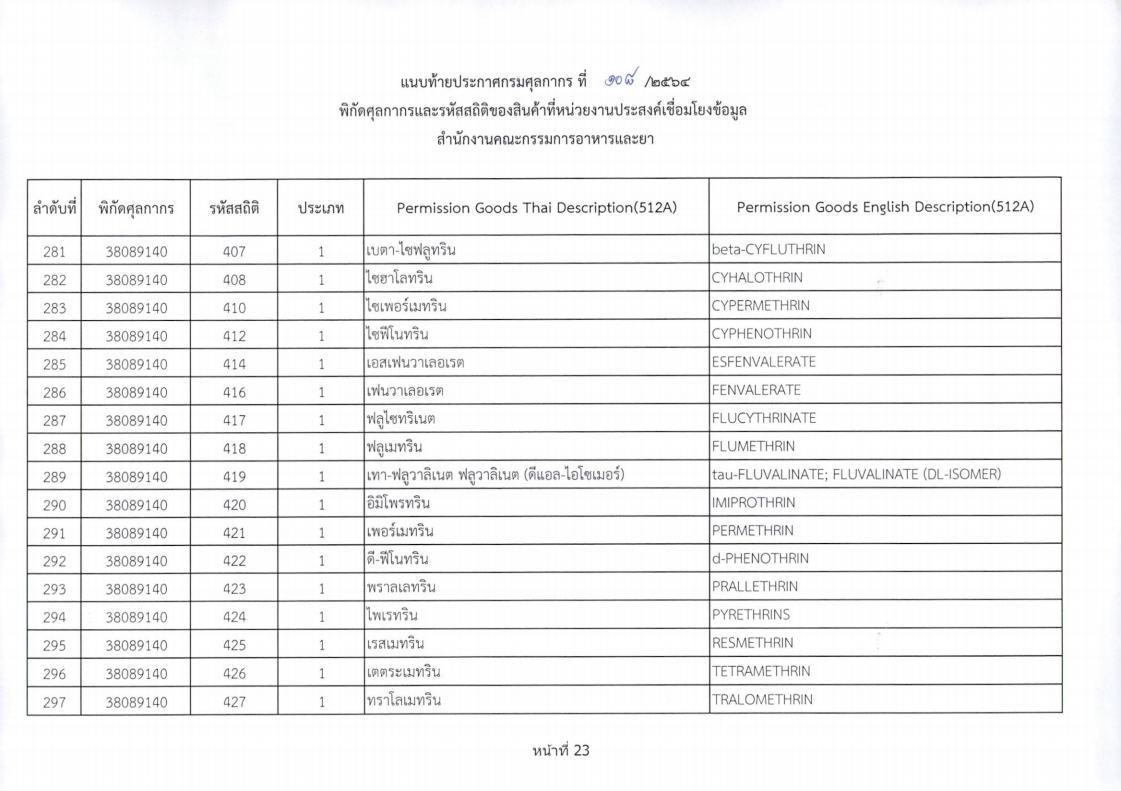 แนบท้ายประกาศกรมศุลกากร ที่ ๑๐๘ /๒๕๖๔
พิกัดศุลกากรและรหัสสถิติของสินค้าที่หน่วยงานประสงค์เชื่อมโยงข้อมูล
สำนักงานคณะกรรมการอาหารและยา
ลำดับที่ พิกัดศุลกากร รหัสสถิติ ประเภท Permission Goods Thai Description(512A) Permission Goods English Description(512A)
281 38089140 407 1 เบตา-ไซฟลูทริน beta-CYFLUTHRIN
282 38089140 408 1 ไซฮาโลทริน CYHALOTHRIN
283 38089140 410 1 ไซเพอร์เมทริน CYPERMETHRIN
284 38089140 412 1 ไซฟีโนทริน CYPHENOTHRIN
285 38089140 414 1 เอสเฟนวาเลอเรต ESFENVALERATE
286 38089140 416 1 เฟนวาเลอเรต FENVALERATE
287 38089140 417 1 ฟลูไซทริเนต FLUCYTHRINATE
288 38089140 418 1 ฟลูเมทริน FLUMETHRIN
289 38089140 419 1 เทา-ฟลูวาลิเนต ฟลูวาลิเนต (ดีแอล-ไอโซเมอร์) tau-FLUVALINATE; FLUVALINATE (DL-ISOMER)
290 38089140 420 1 อิมิโพรทริน IMIPROTHRIN
291 38089140 421 1 เพอร์เมทริน PERMETHRIN
292 38089140 422 1 ดี-ฟีโนทริน d-PHENOTHRIN
293 38089140 423 1 พราลเลทริน PRALLETHRIN
294 38089140 424 1 ไพเรทริน PYRETHRINS
295 38089140 425 1 เรสเมทริน RESMETHRIN
296 38089140 426 1 เตตระเมทริน TETRAMETHRIN
297 38089140 427 1 ทราโลเมทริน TRALOMETHRIN
หน้าที่ 23